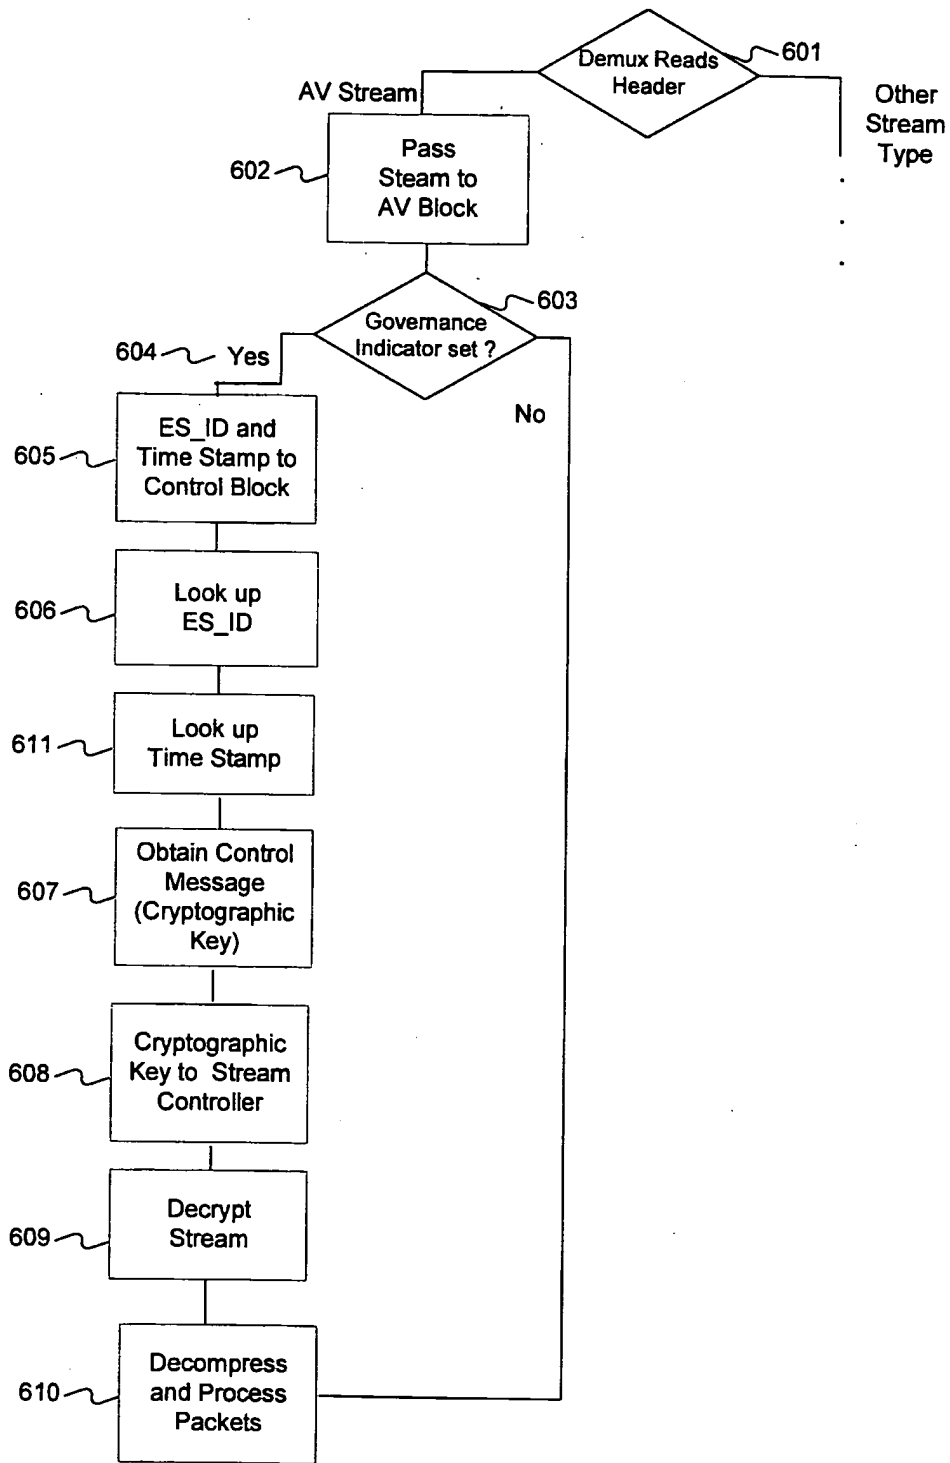 Demux Reads
Header
601
AV Stream
Other
Stream
Type
602
Pass
Steam to
AV Block
603
Governance
Indicator set ?
604
Yes
No
605
ES_ID and
Time Stamp to
Control Block
606
Look up
ES_ID
611
Look up
Time Stamp
607
Obtain Control
Message
(Cryptographic
Key)
608
Cryptographic
Key to Stream
Controller
609
Decrypt
Stream
610
Decompress
and Process
Packets